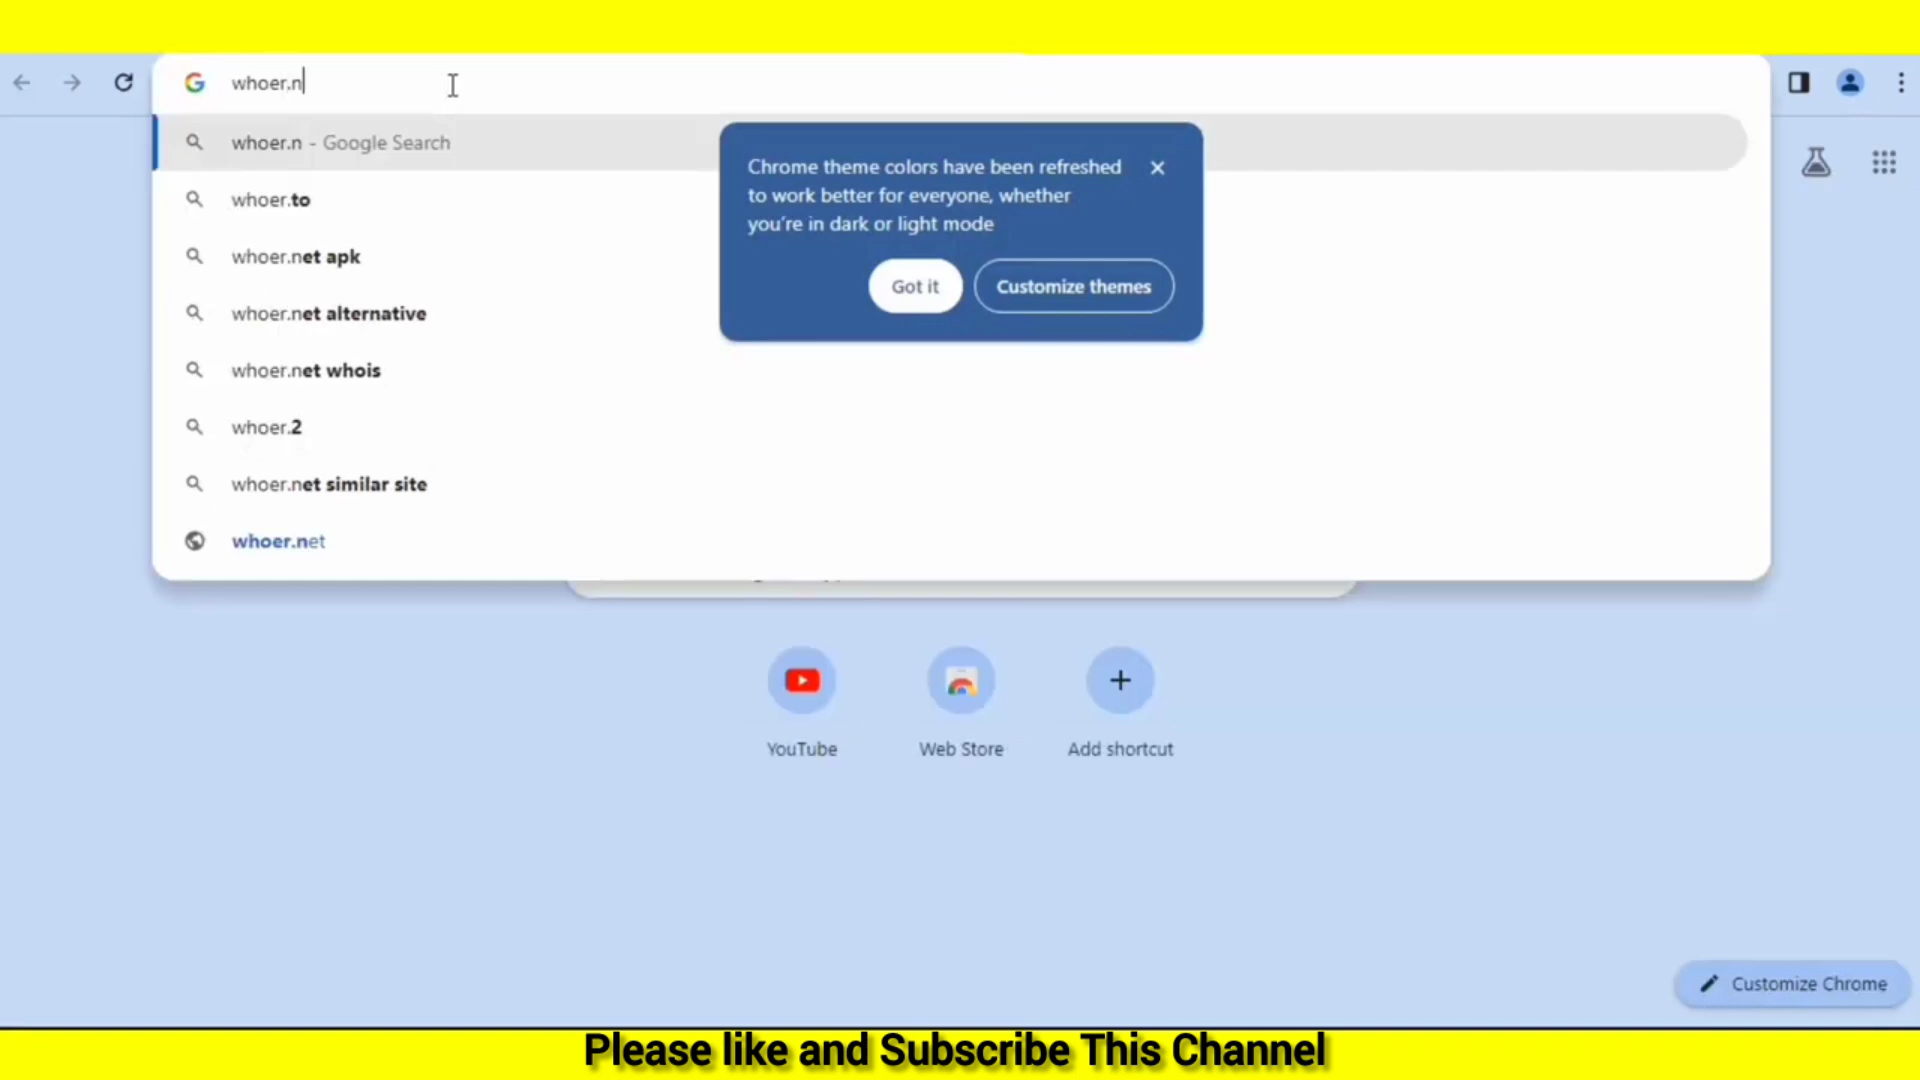 whoer.n
whoer.n - Google Search
whoer.to
whoer.net apk
whoer.net alternative
whoer.net whois
whoer.2
whoer.net similar site
whoer.net
Chrome theme colors have been refreshed
to work better for everyone, whether
you're in dark or light mode
Got it
Customize themes
YouTube
Web Store
Add shortcut
Customize Chrome
Please like and Subscribe This Channel